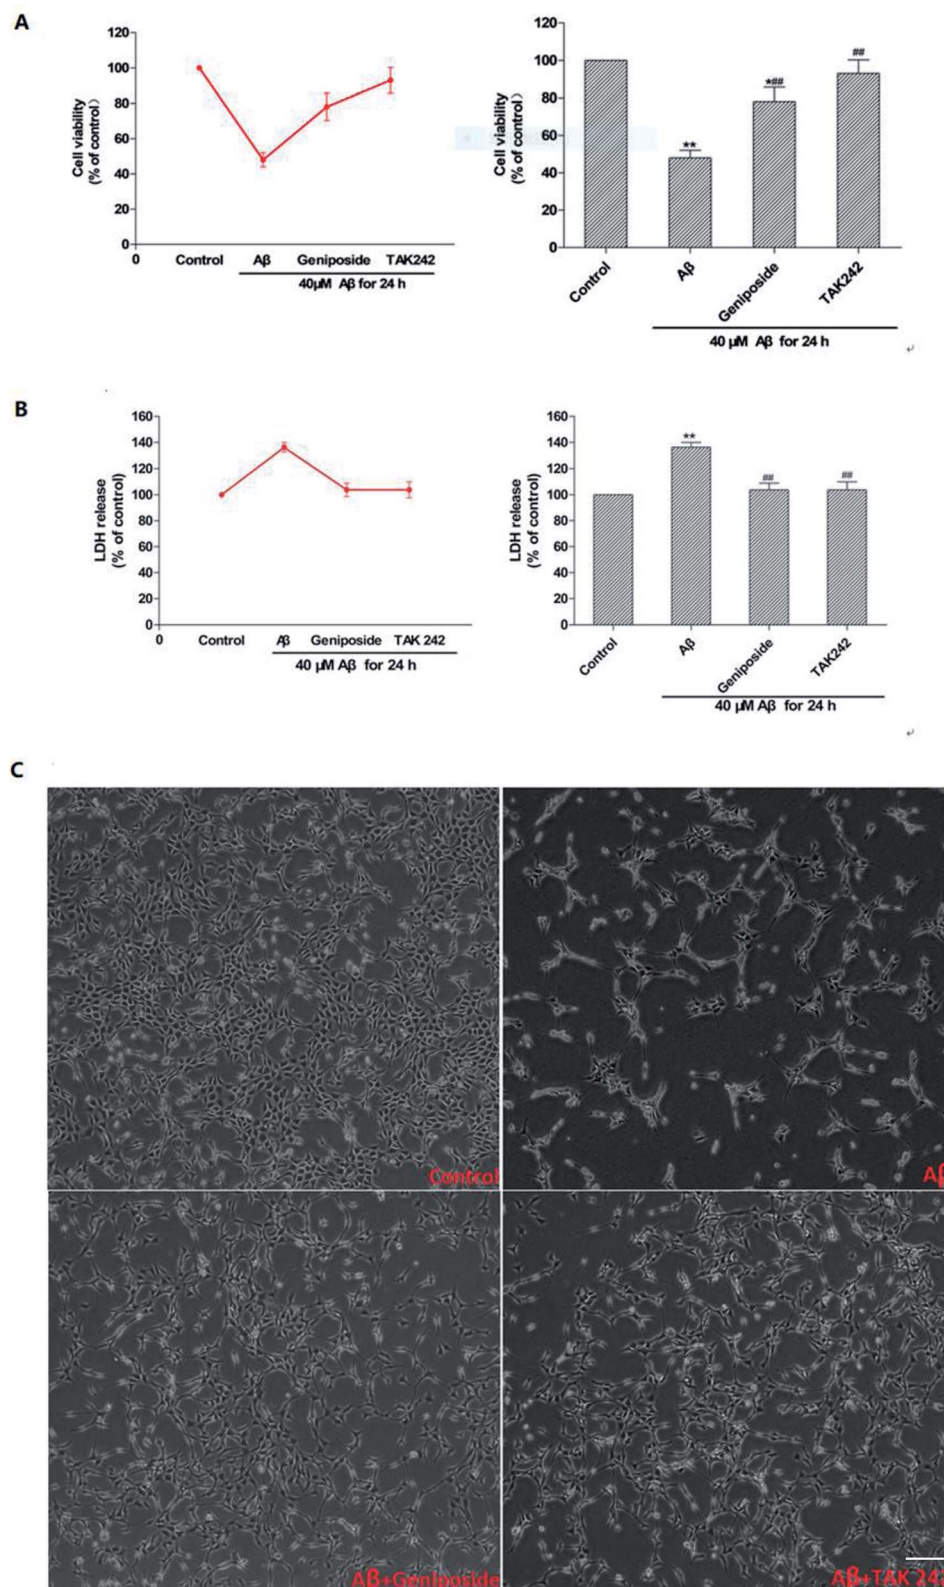 A
Cell viability
(% of control)
120
100
80
60
40
20
0
0 Control Aβ Geniposide TAK242
40μM Aβ for 24 h
Cell viability
(% of control)
120
100
80
60
40
20
0
**
*##
##
Control
Aβ
Geniposide
TAK242
40 μM Aβ for 24 h
B
LDH release
(% of control)
160
140
120
100
80
60
40
20
0
0 Control Aβ Geniposide TAK 242
40 μM Aβ for 24 h
LDH release
(% of control)
160
140
120
100
80
60
40
20
0
**
##
##
Control
Aβ
Geniposide
TAK242
40 μM Aβ for 24 h
C
Control
Aβ
Aβ+Geniposide
Aβ+TAK 242